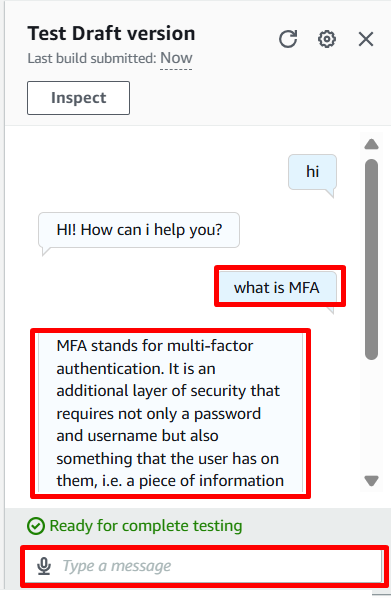 Test Draft version
Last build submitted: Now
Inspect
hi
HI! How can i help you?
what is MFA
MFA stands for multi-factor
authentication. It is an
additional layer of security that
requires not only a password
and username but also
something that the user has on
them, i.e. a piece of information
Ready for complete testing
Type a message